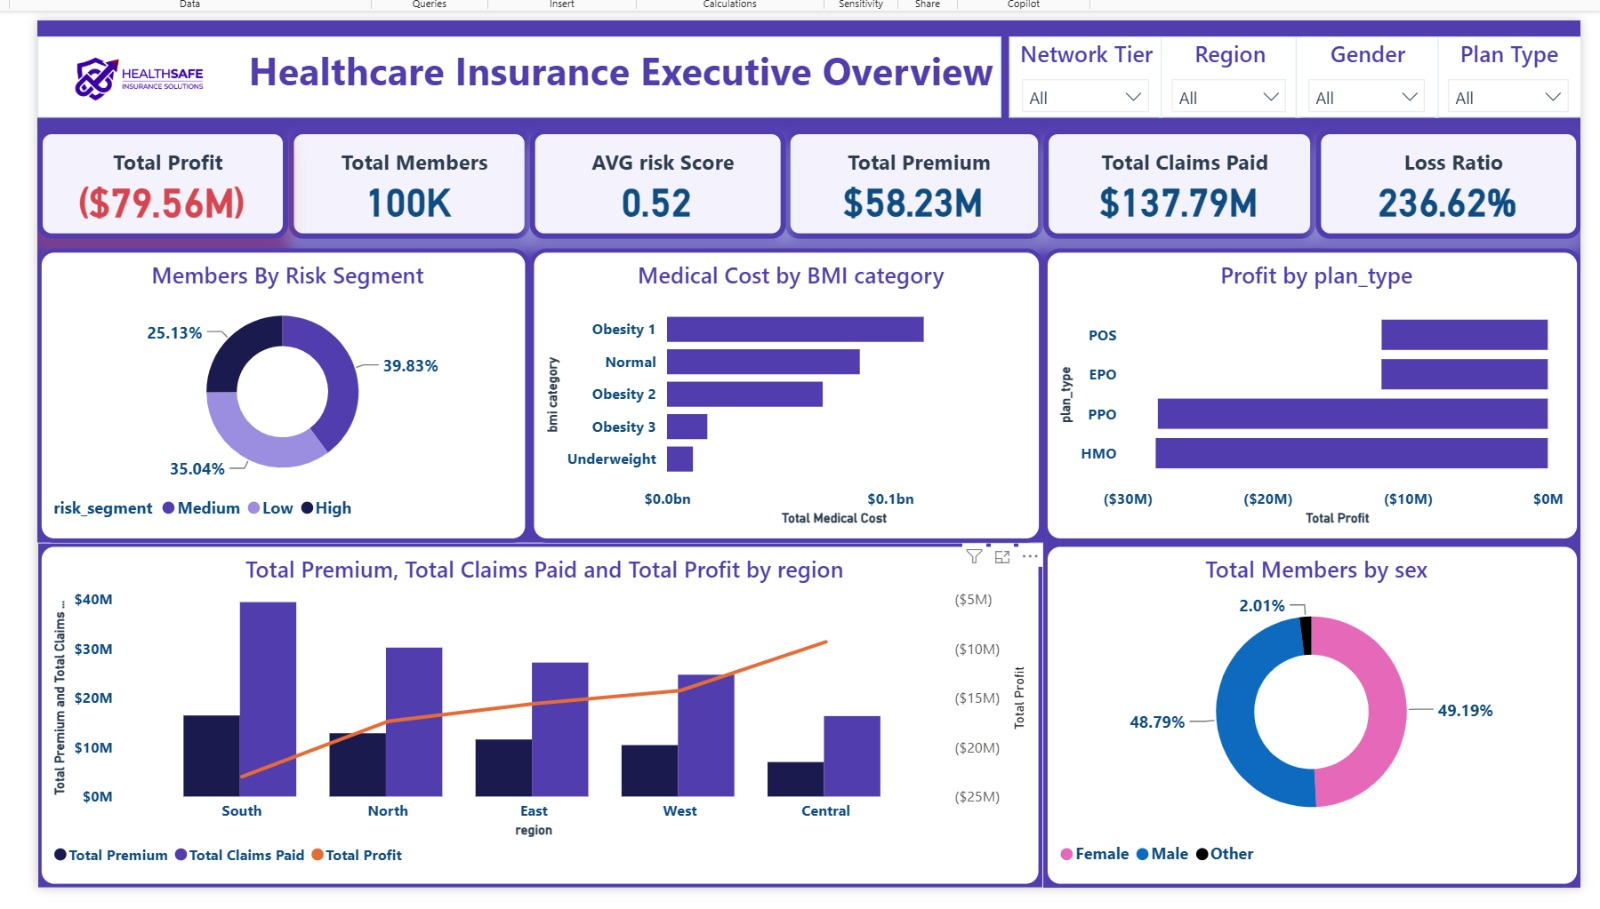 Data Queries Insert Calculations Sensitivity Share Copilot
HEALTHSAFE
INSURANCE SOLUTIONS
Healthcare Insurance Executive Overview
Network Tier
All
Region
All
Gender
All
Plan Type
All
Total Profit
($79.56M)
Total Members
100K
AVG risk Score
0.52
Total Premium
$58.23M
Total Claims Paid
$137.79M
Loss Ratio
236.62%
Members By Risk Segment
25.13%
39.83%
35.04%
risk_segment Medium Low High
Medical Cost by BMI category
bmi category
Obesity 1
Normal
Obesity 2
Obesity 3
Underweight
$0.0bn $0.1bn
Total Medical Cost
Profit by plan_type
plan_type
POS
EPO
PPO
HMO
($30M) ($20M) ($10M) $0M
Total Profit
Total Premium, Total Claims Paid and Total Profit by region
Total Premium and Total Claims ...
$40M
$30M
$20M
$10M
$0M
($5M)
($10M)
($15M)
($20M)
($25M)
Total Profit
South North East West Central
region
Total Premium Total Claims Paid Total Profit
Total Members by sex
2.01%
48.79%
49.19%
Female Male Other